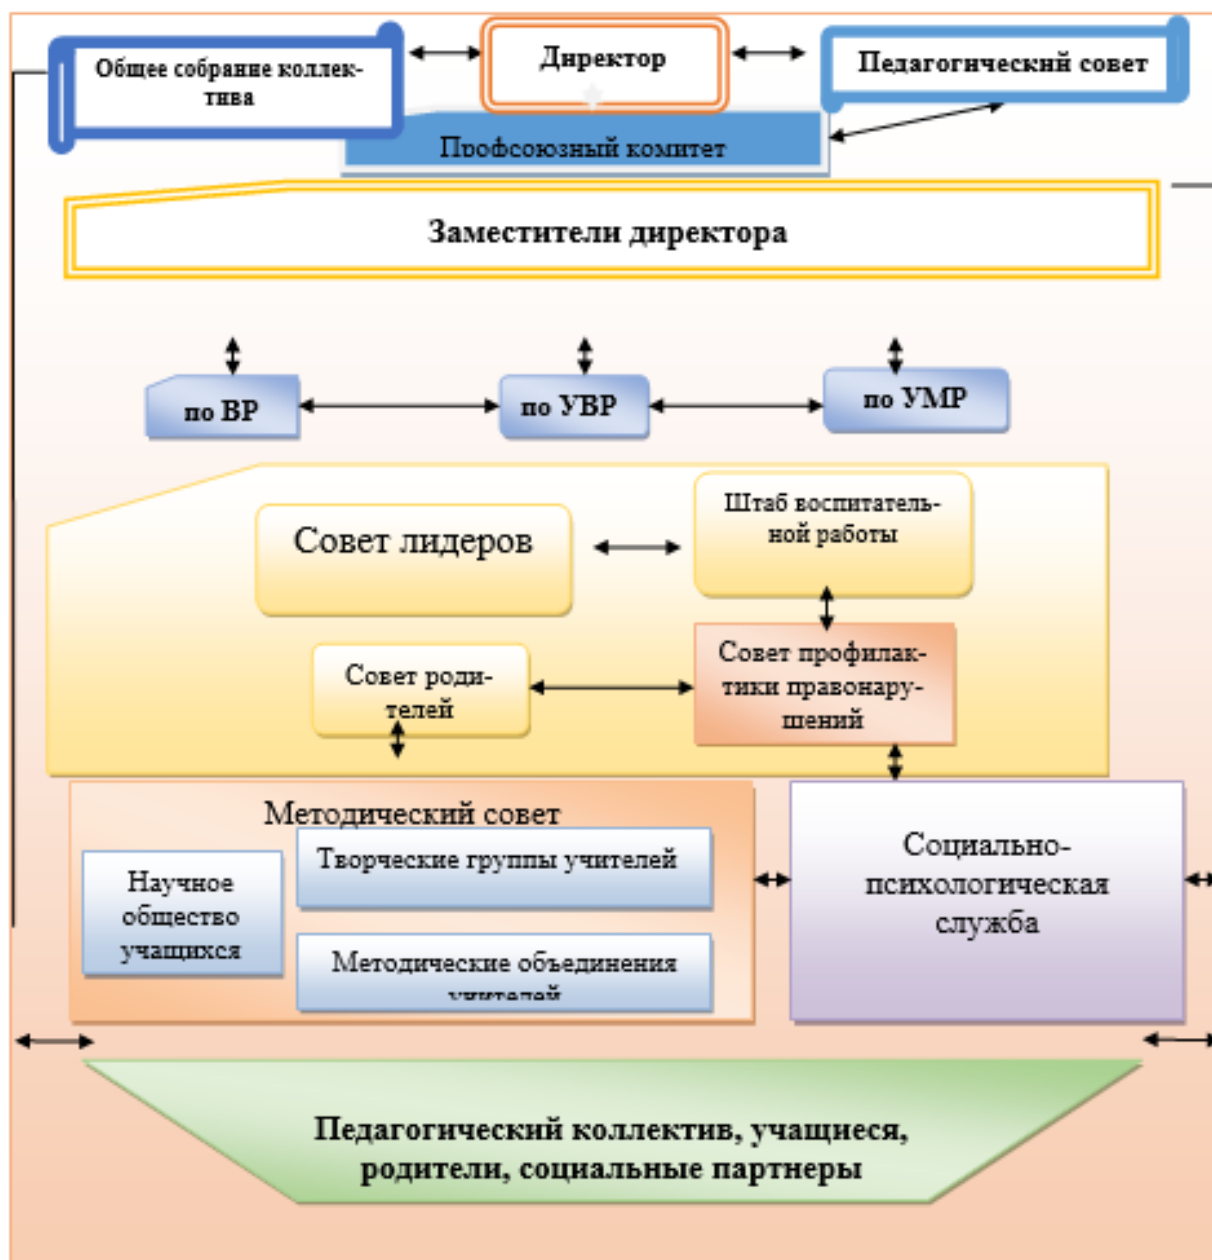 Общее собрание коллек-
тива
Директор
Педагогический совет
Профсоюзный комитет
Заместители директора
по ВР
по УВР
по УМР
Совет лидеров
Штаб воспитатель-
ной работы
Совет роди-
телей
Совет профилак-
тики правонару-
шений
Методический совет
Научное
общество
учащихся
Творческие группы учителей
Методические объединения
учителей
Социально-
психологическая
служба
Педагогический коллектив, учащиеся,
родители, социальные партнеры